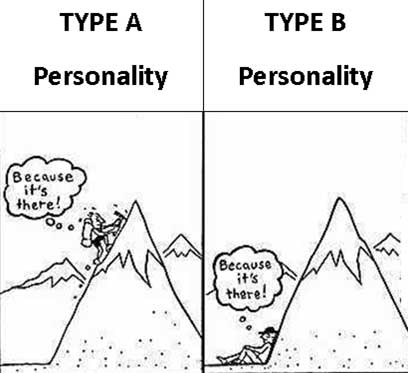 TYPE A
Personality
TYPE B
Personality
Because
it's
there!
Because
it's
there!